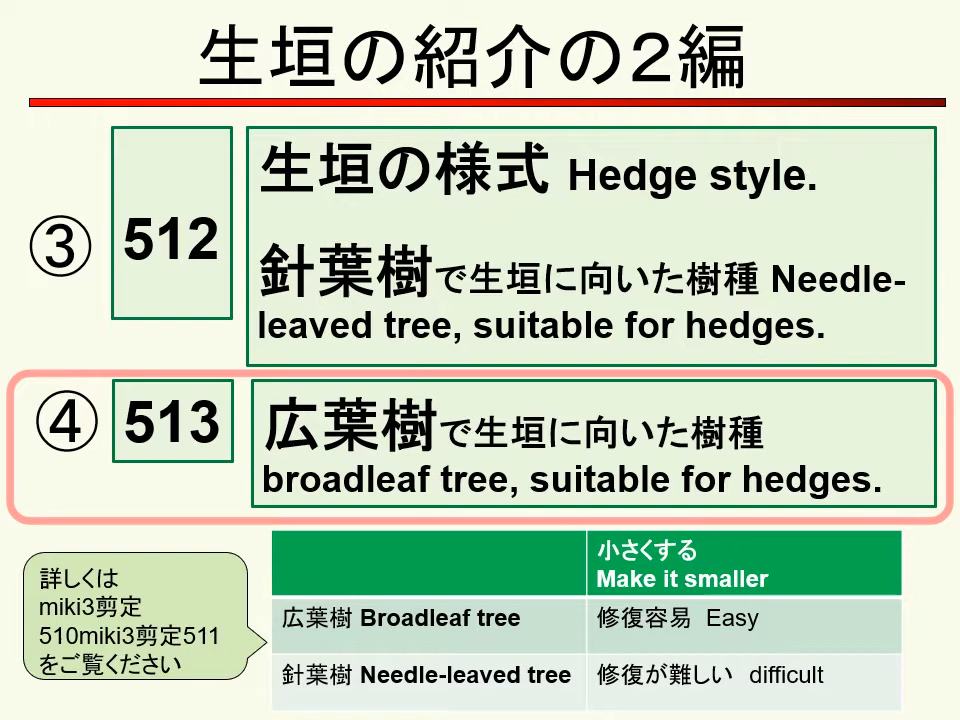 生垣の紹介の２編
③
512
生垣の様式 Hedge style.
針葉樹で生垣に向いた樹種 Needle-
leaved tree, suitable for hedges.
④
513
広葉樹で生垣に向いた樹種
broadleaf tree, suitable for hedges.
詳しくは
miki3剪定
510miki3剪定511
をご覧ください
小さくする
Make it smaller
広葉樹 Broadleaf tree
修復容易 Easy
針葉樹 Needle-leaved tree
修復が難しい difficult